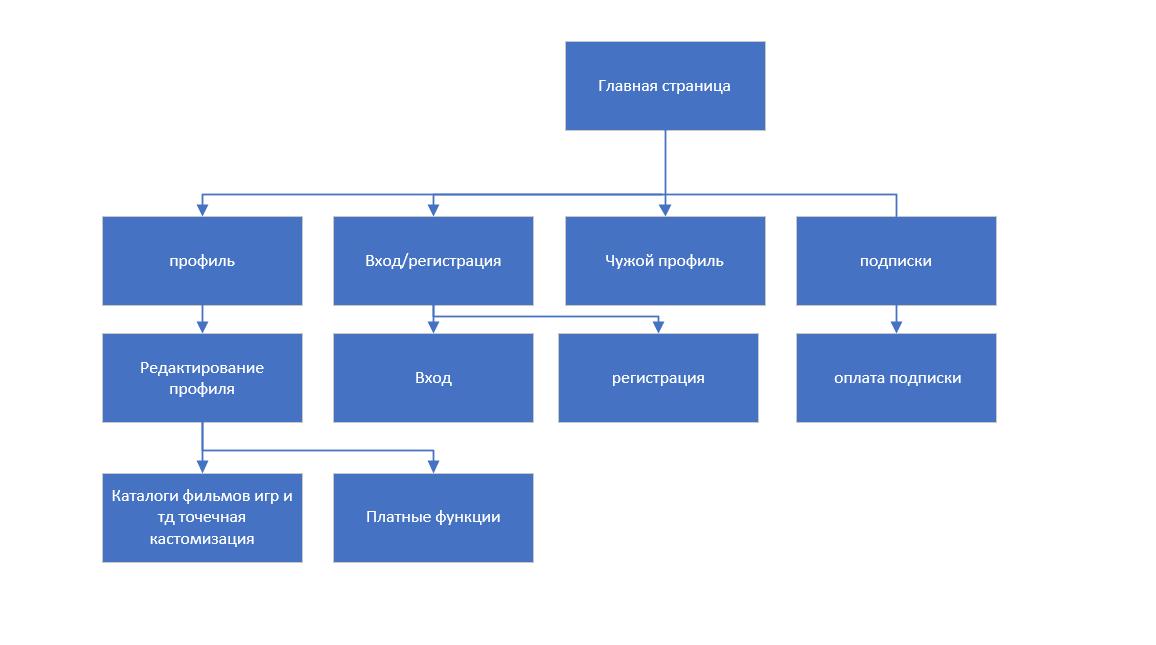 Главная страница
профиль
Вход/регистрация
Чужой профиль
подписки
Редактирование
профиля
Вход
регистрация
оплата подписки
Каталоги фильмов игр и
тд точечная
кастомизация
Платные функции